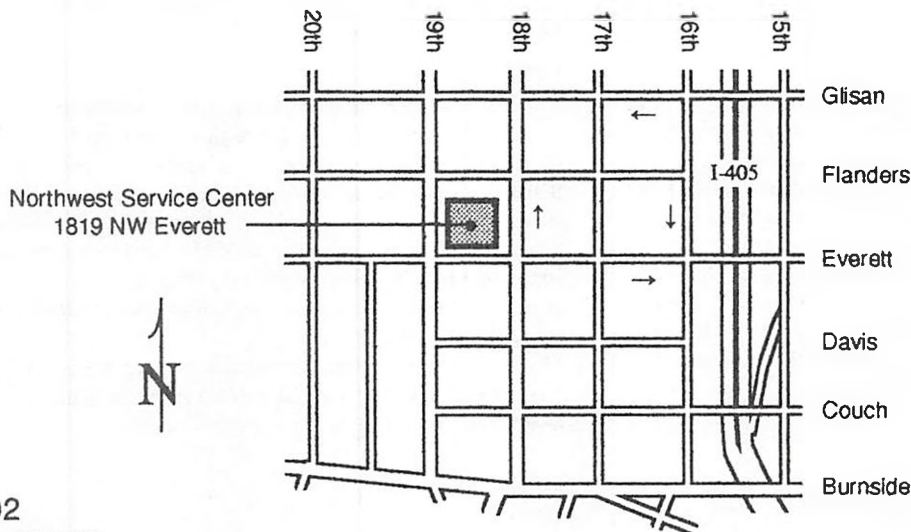 20th
19th
18th
17th
16th
15th
Glisan
I-405
Flanders
Northwest Service Center
1819 NW Everett
Everett
N
Davis
Couch
Burnside